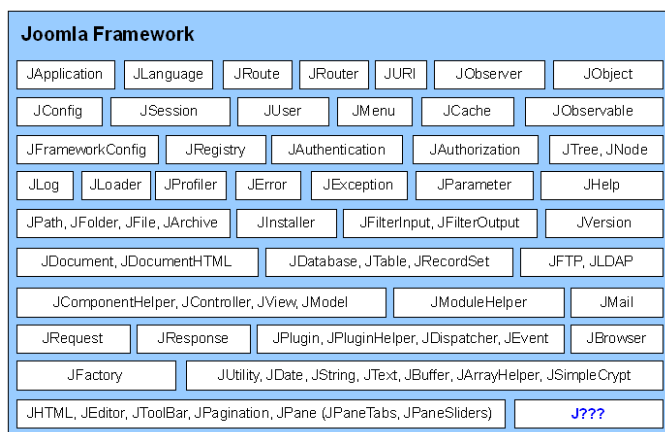 Joomla Framework
JApplication JLanguage JRoute JRouter JURI JObserver JObject
JConfig JSession JUser JMenu JCache JObservable
JFrameworkConfig JRegistry JAuthentication JAuthorization JTree, JNode
JLog JLoader JProfiler JError JException JParameter JHelp
JPath, JFolder, JFile, JArchive JInstaller JFilterInput, JFilterOutput JVersion
JDocument, JDocumentHTML JDatabase, JTable, JRecordSet JFTP, JLDAP
JComponentHelper, JController, JView, JModel JModuleHelper JMail
JRequest JResponse JPlugin, JPluginHelper, JDispatcher, JEvent JBrowser
JFactory JUtility, JDate, JString, JText, JBuffer, JArrayHelper, JSimpleCrypt
JHTML, JEditor, JToolBar, JPagination, JPane (JPaneTabs, JPaneSliders) J???